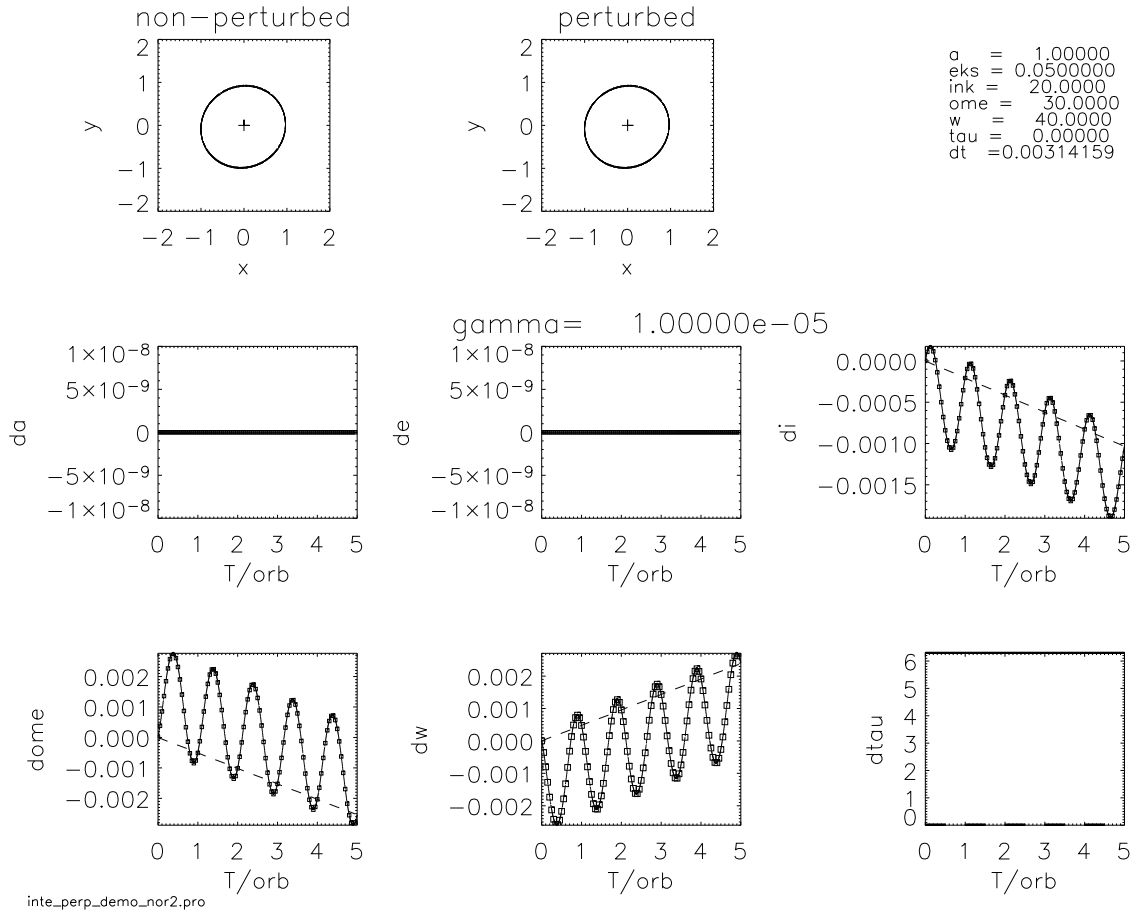 non-perturbed
perturbed
2
1
0
-1
-2
y
-2 -1 0 1 2
x
2
1
0
-1
-2
y
-2 -1 0 1 2
x
a = 1.00000
eks = 0.0500000
ink = 20.0000
ome = 30.0000
w = 40.0000
tau = 0.00000
dt =0.00314159
gamma= 1.00000e-05
1×10⁻⁸
5×10⁻⁹
0
-5×10⁻⁹
-1×10⁻⁸
da
0 1 2 3 4 5
T/orb
1×10⁻⁸
5×10⁻⁹
0
-5×10⁻⁹
-1×10⁻⁸
de
0 1 2 3 4 5
T/orb
0.0000
-0.0005
-0.0010
-0.0015
di
0 1 2 3 4 5
T/orb
0.002
0.001
0.000
-0.001
-0.002
dome
0 1 2 3 4 5
T/orb
0.002
0.001
0.000
-0.001
-0.002
dw
0 1 2 3 4 5
T/orb
6
5
4
3
2
1
0
dtau
0 1 2 3 4 5
T/orb
inte_perp_demo_nor2.pro